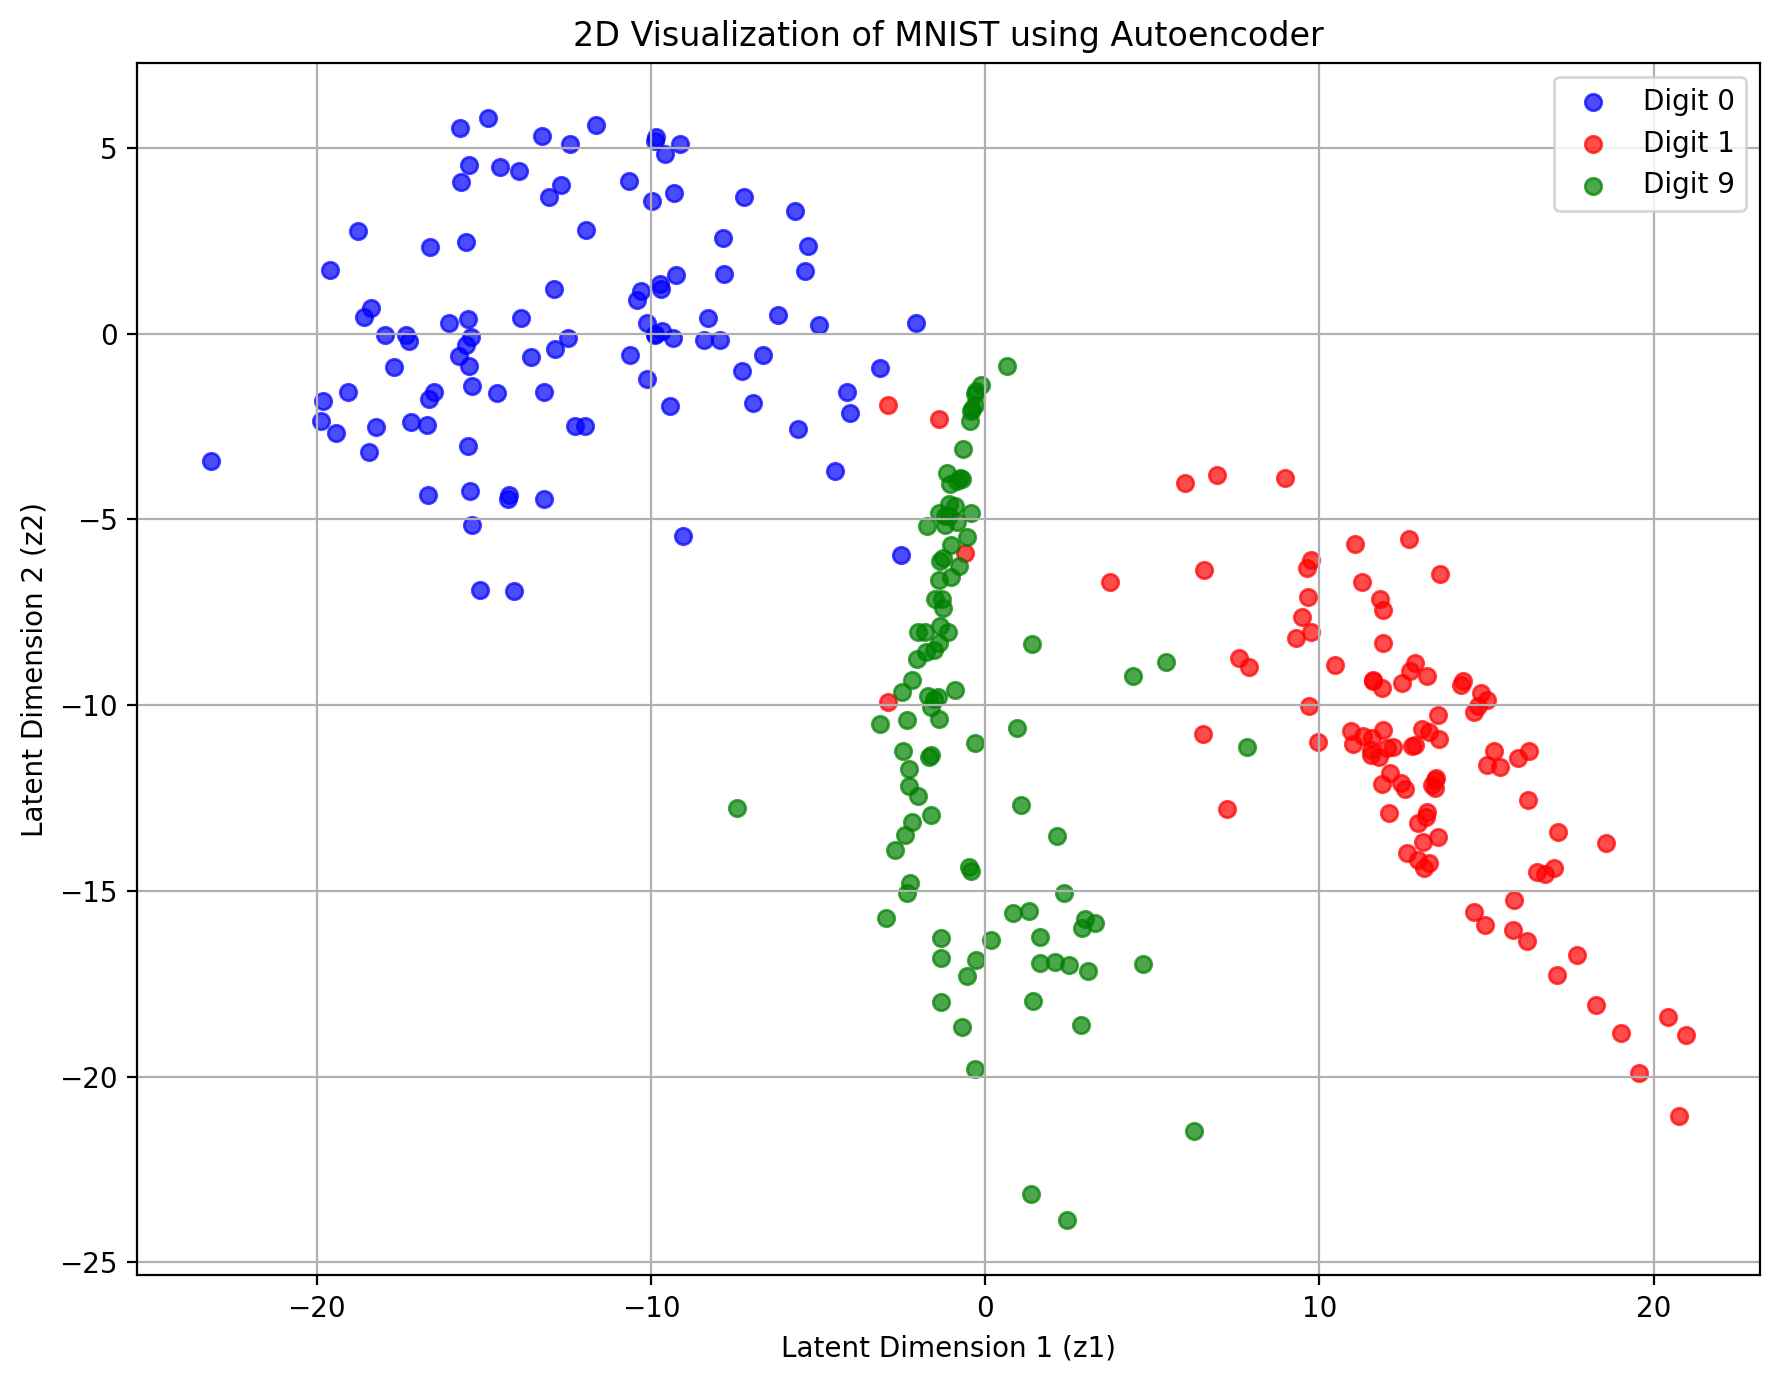 2D Visualization of MNIST using Autoencoder
Digit 0
Digit 1
Digit 9
5
0
−5
−10
−15
−20
−25
Latent Dimension 2 (z2)
−20
−10
0
10
20
Latent Dimension 1 (z1)